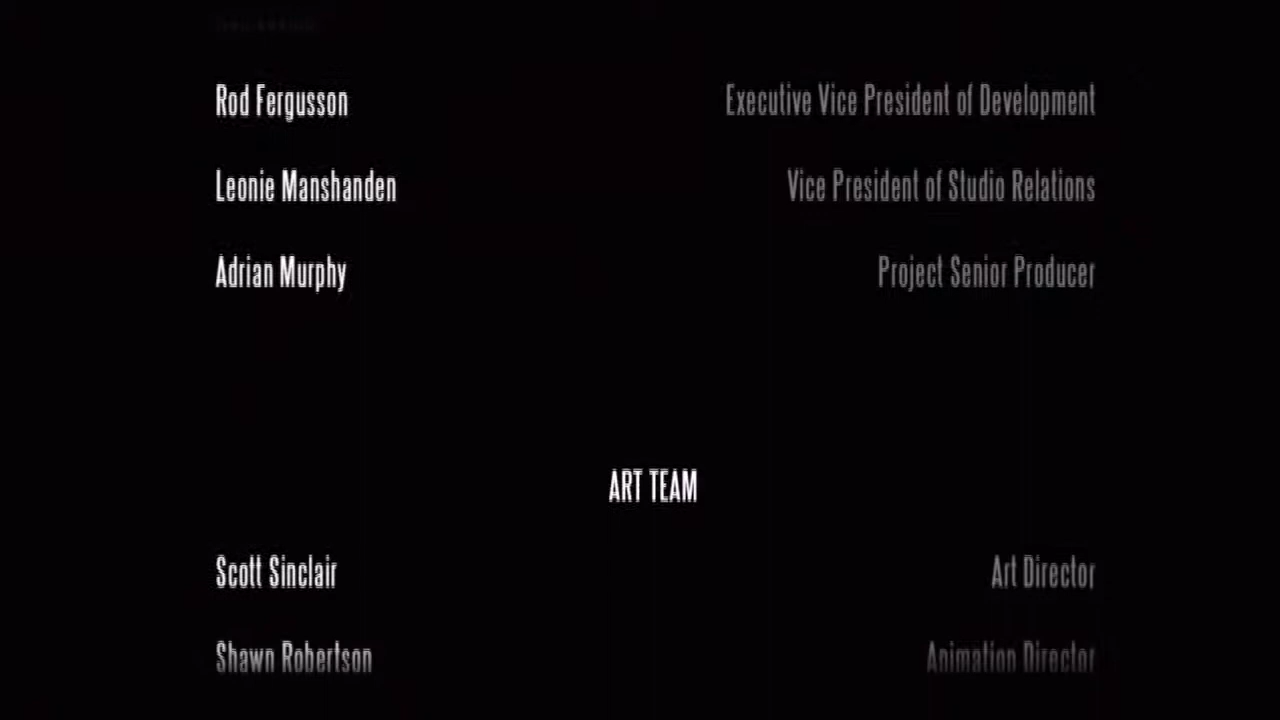 Rod Fergusson Executive Vice President of Development
Leonie Manshanden Vice President of Studio Relations
Adrian Murphy Project Senior Producer
ART TEAM
Scott Sinclair Art Director
Shawn Robertson Animation Director